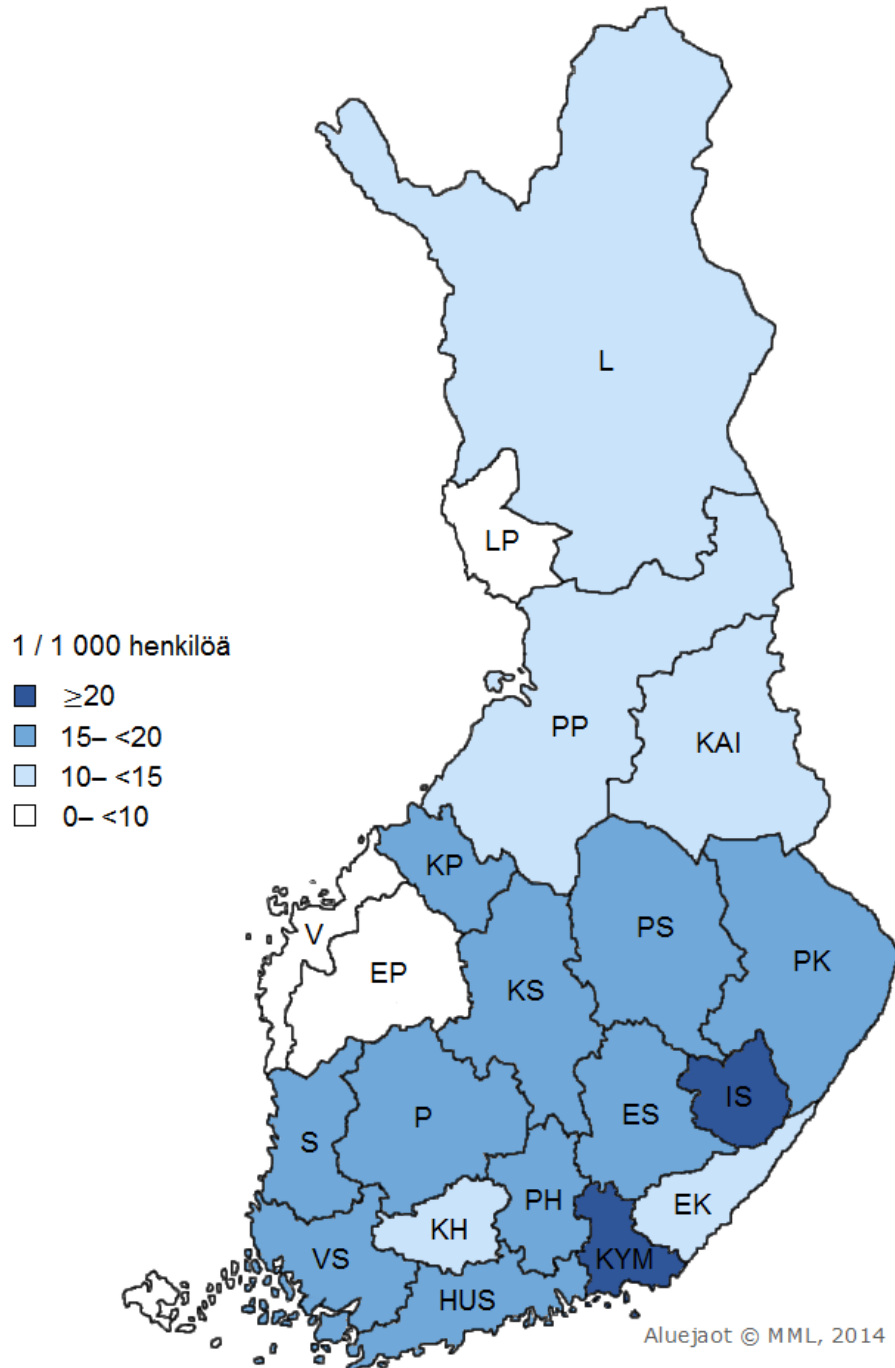 L
LP
1 / 1 000 henkilöä
≥20
15– <20
10– <15
0– <10
PP
KAI
KP
V
EP
KS
PS
PK
S
P
ES
IS
PH
KH
EK
VS
KYM
HUS
Aluejaot © MML, 2014